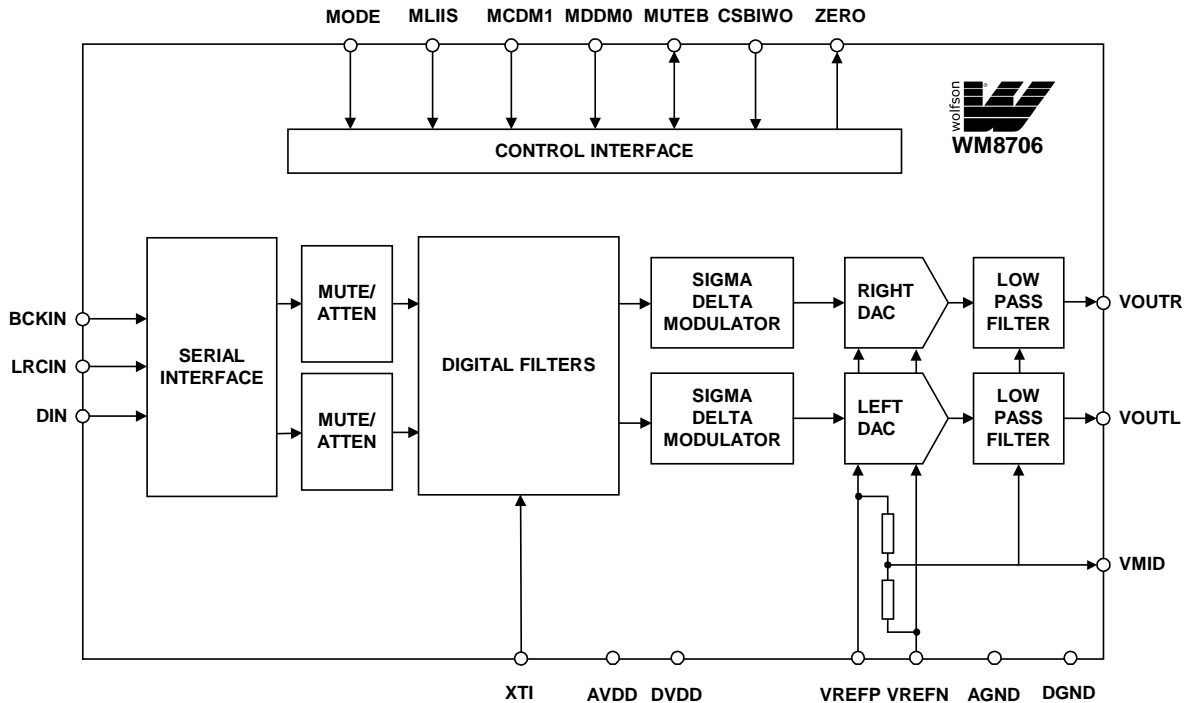 MODE MLIIS MCDM1 MDDM0 MUTEB CSBIWO ZERO
wolfson
®
WM8706
CONTROL INTERFACE
BCKIN
LRCIN
DIN
SERIAL
INTERFACE
MUTE/
ATTEN
MUTE/
ATTEN
DIGITAL FILTERS
SIGMA
DELTA
MODULATOR
SIGMA
DELTA
MODULATOR
RIGHT
DAC
LEFT
DAC
LOW
PASS
FILTER
LOW
PASS
FILTER
VOUTR
VOUTL
VMID
XTI AVDD DVDD VREFP VREFN AGND DGND